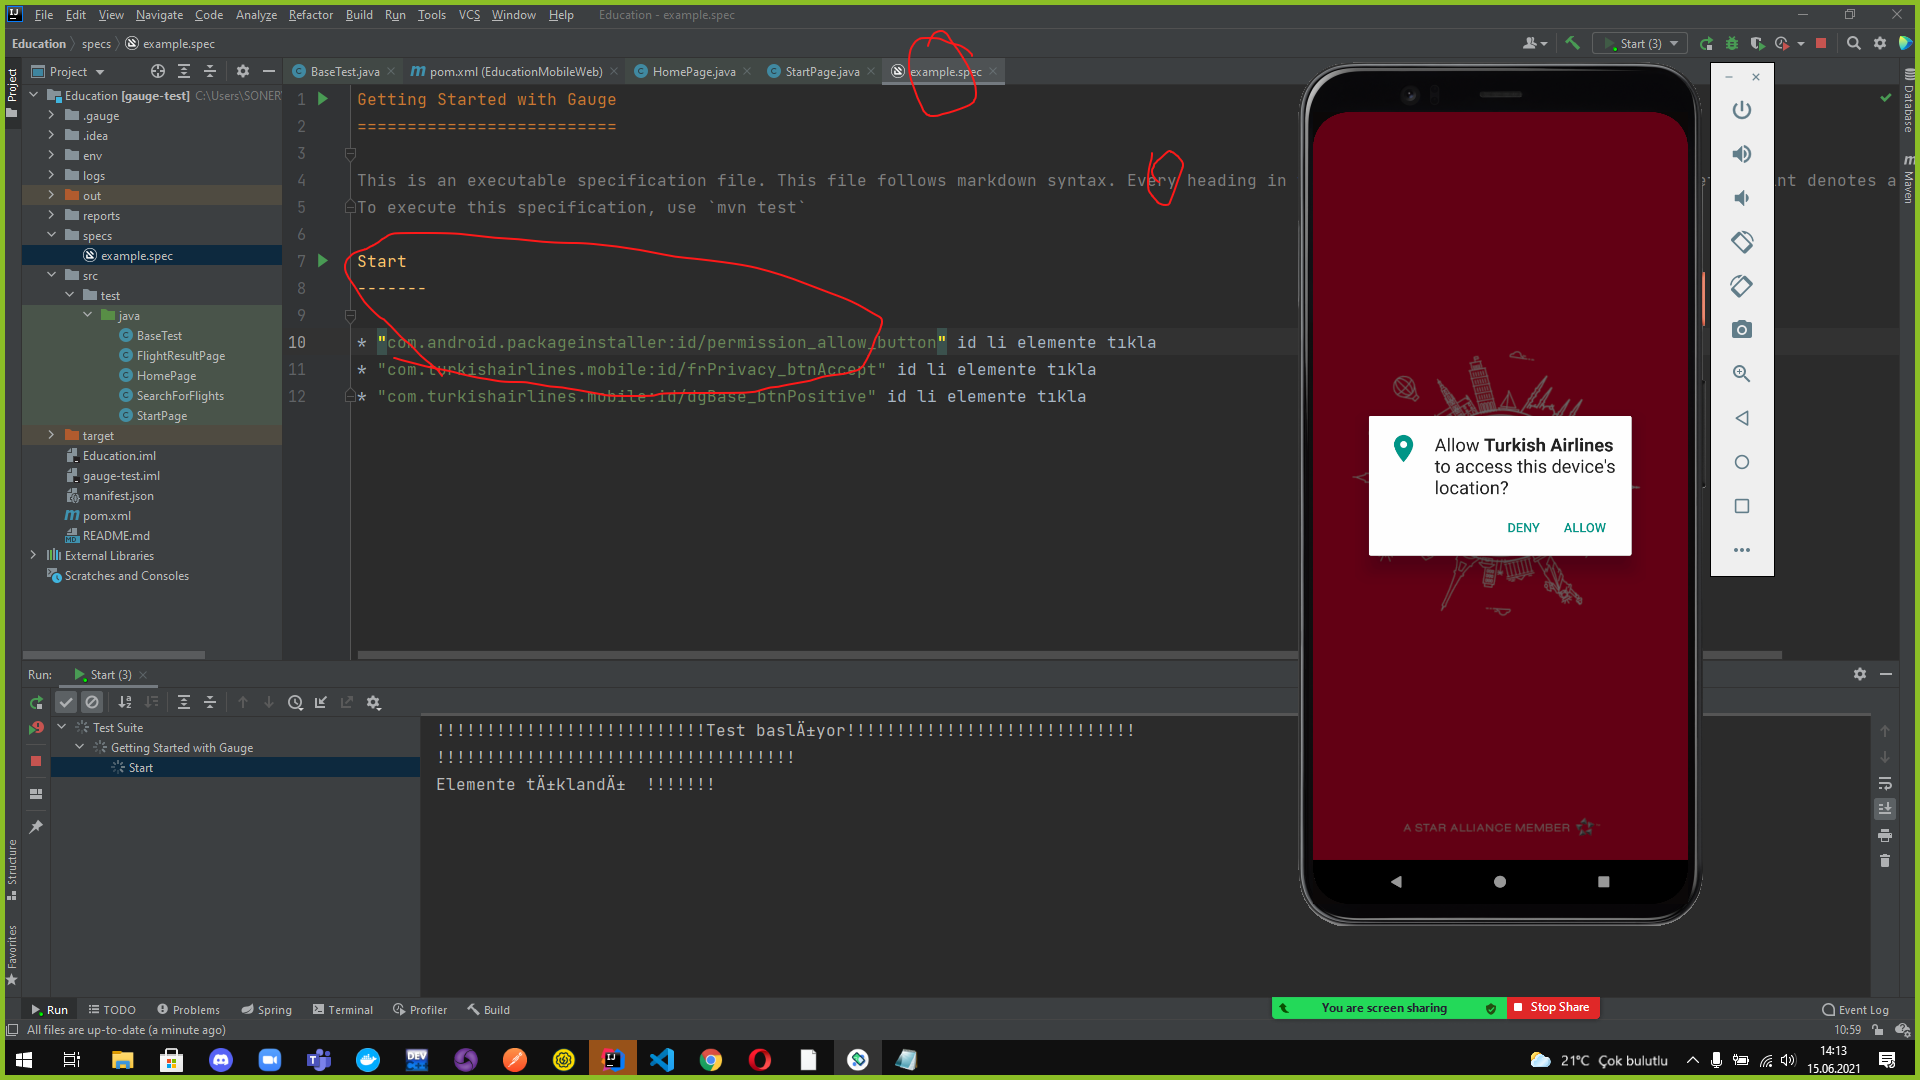 File Edit View Navigate Code Analyze Refactor Build Run Tools VCS Window Help Education - example.spec
Education specs example.spec
Start (3)
Project
Project
BaseTest.java
pom.xml (EducationMobileWeb)
HomePage.java
StartPage.java
example.spec
Education [gauge-test] C:\Users\SONER
.gauge
.idea
env
logs
out
reports
specs
example.spec
src
test
java
BaseTest
FlightResultPage
HomePage
SearchForFlights
StartPage
target
Education.iml
gauge-test.iml
manifest.json
pom.xml
README.md
External Libraries
Scratches and Consoles
1 Getting Started with Gauge
2 ==========================
3
4 This is an executable specification file. This file follows markdown syntax. Every heading in nt denotes a
5 To execute this specification, use `mvn test`
6
7 Start
8 -------
9
10 * "com.android.packageinstaller:id/permission_allow_button" id li elemente tıkla
11 * "com.turkishairlines.mobile:id/frPrivacy_btnAccept" id li elemente tıkla
12 * "com.turkishairlines.mobile:id/dgBase_btnPositive" id li elemente tıkla
Allow Turkish Airlines
to access this device's
location?
DENY ALLOW
A STAR ALLIANCE MEMBER
Database
Maven
Run: Start (3)
Test Suite
Getting Started with Gauge
Start
!!!!!!!!!!!!!!!!!!!!!!!!!!!Test baslÄ±yor!!!!!!!!!!!!!!!!!!!!!!!!!!!!!
!!!!!!!!!!!!!!!!!!!!!!!!!!!!!!!!!!!!
Elemente tÄ±klandÄ± !!!!!!!
Structure
Favorites
Run TODO Problems Spring Terminal Profiler Build
You are screen sharing Stop Share
Event Log
All files are up-to-date (a minute ago)
10:59
21°C Çok bulutlu
14:13
15.06.2021